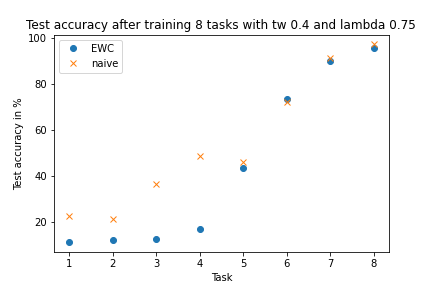 Test accuracy after training 8 tasks with tw 0.4 and lambda 0.75
EWC
naive
Test accuracy in %
100
80
60
40
20
1 2 3 4 5 6 7 8
Task